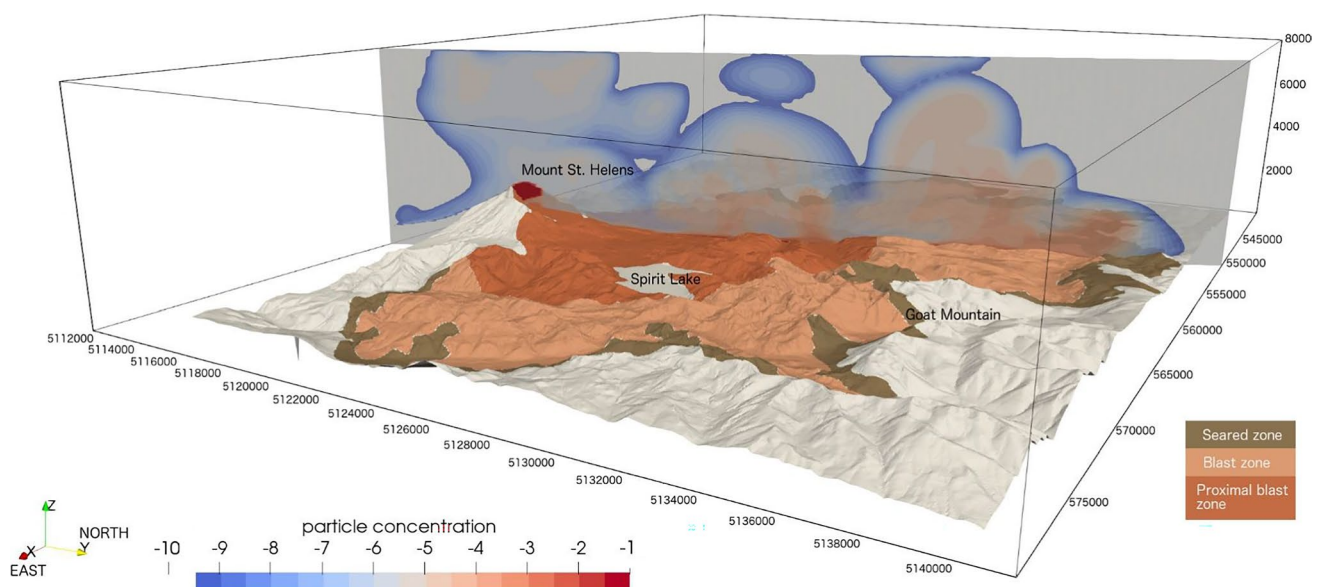 8000
6000
4000
2000
Mount St. Helens
Spirit Lake
Goat Mountain
545000
550000
555000
560000
565000
570000
575000
5112000
5114000
5116000
5118000
5120000
5122000
5124000
5126000
5128000
5130000
5132000
5134000
5136000
5138000
5140000
Seared zone
Blast zone
Proximal blast
zone
Z
NORTH
Y
X
EAST
particle concentration
-10 -9 -8 -7 -6 -5 -4 -3 -2 -1